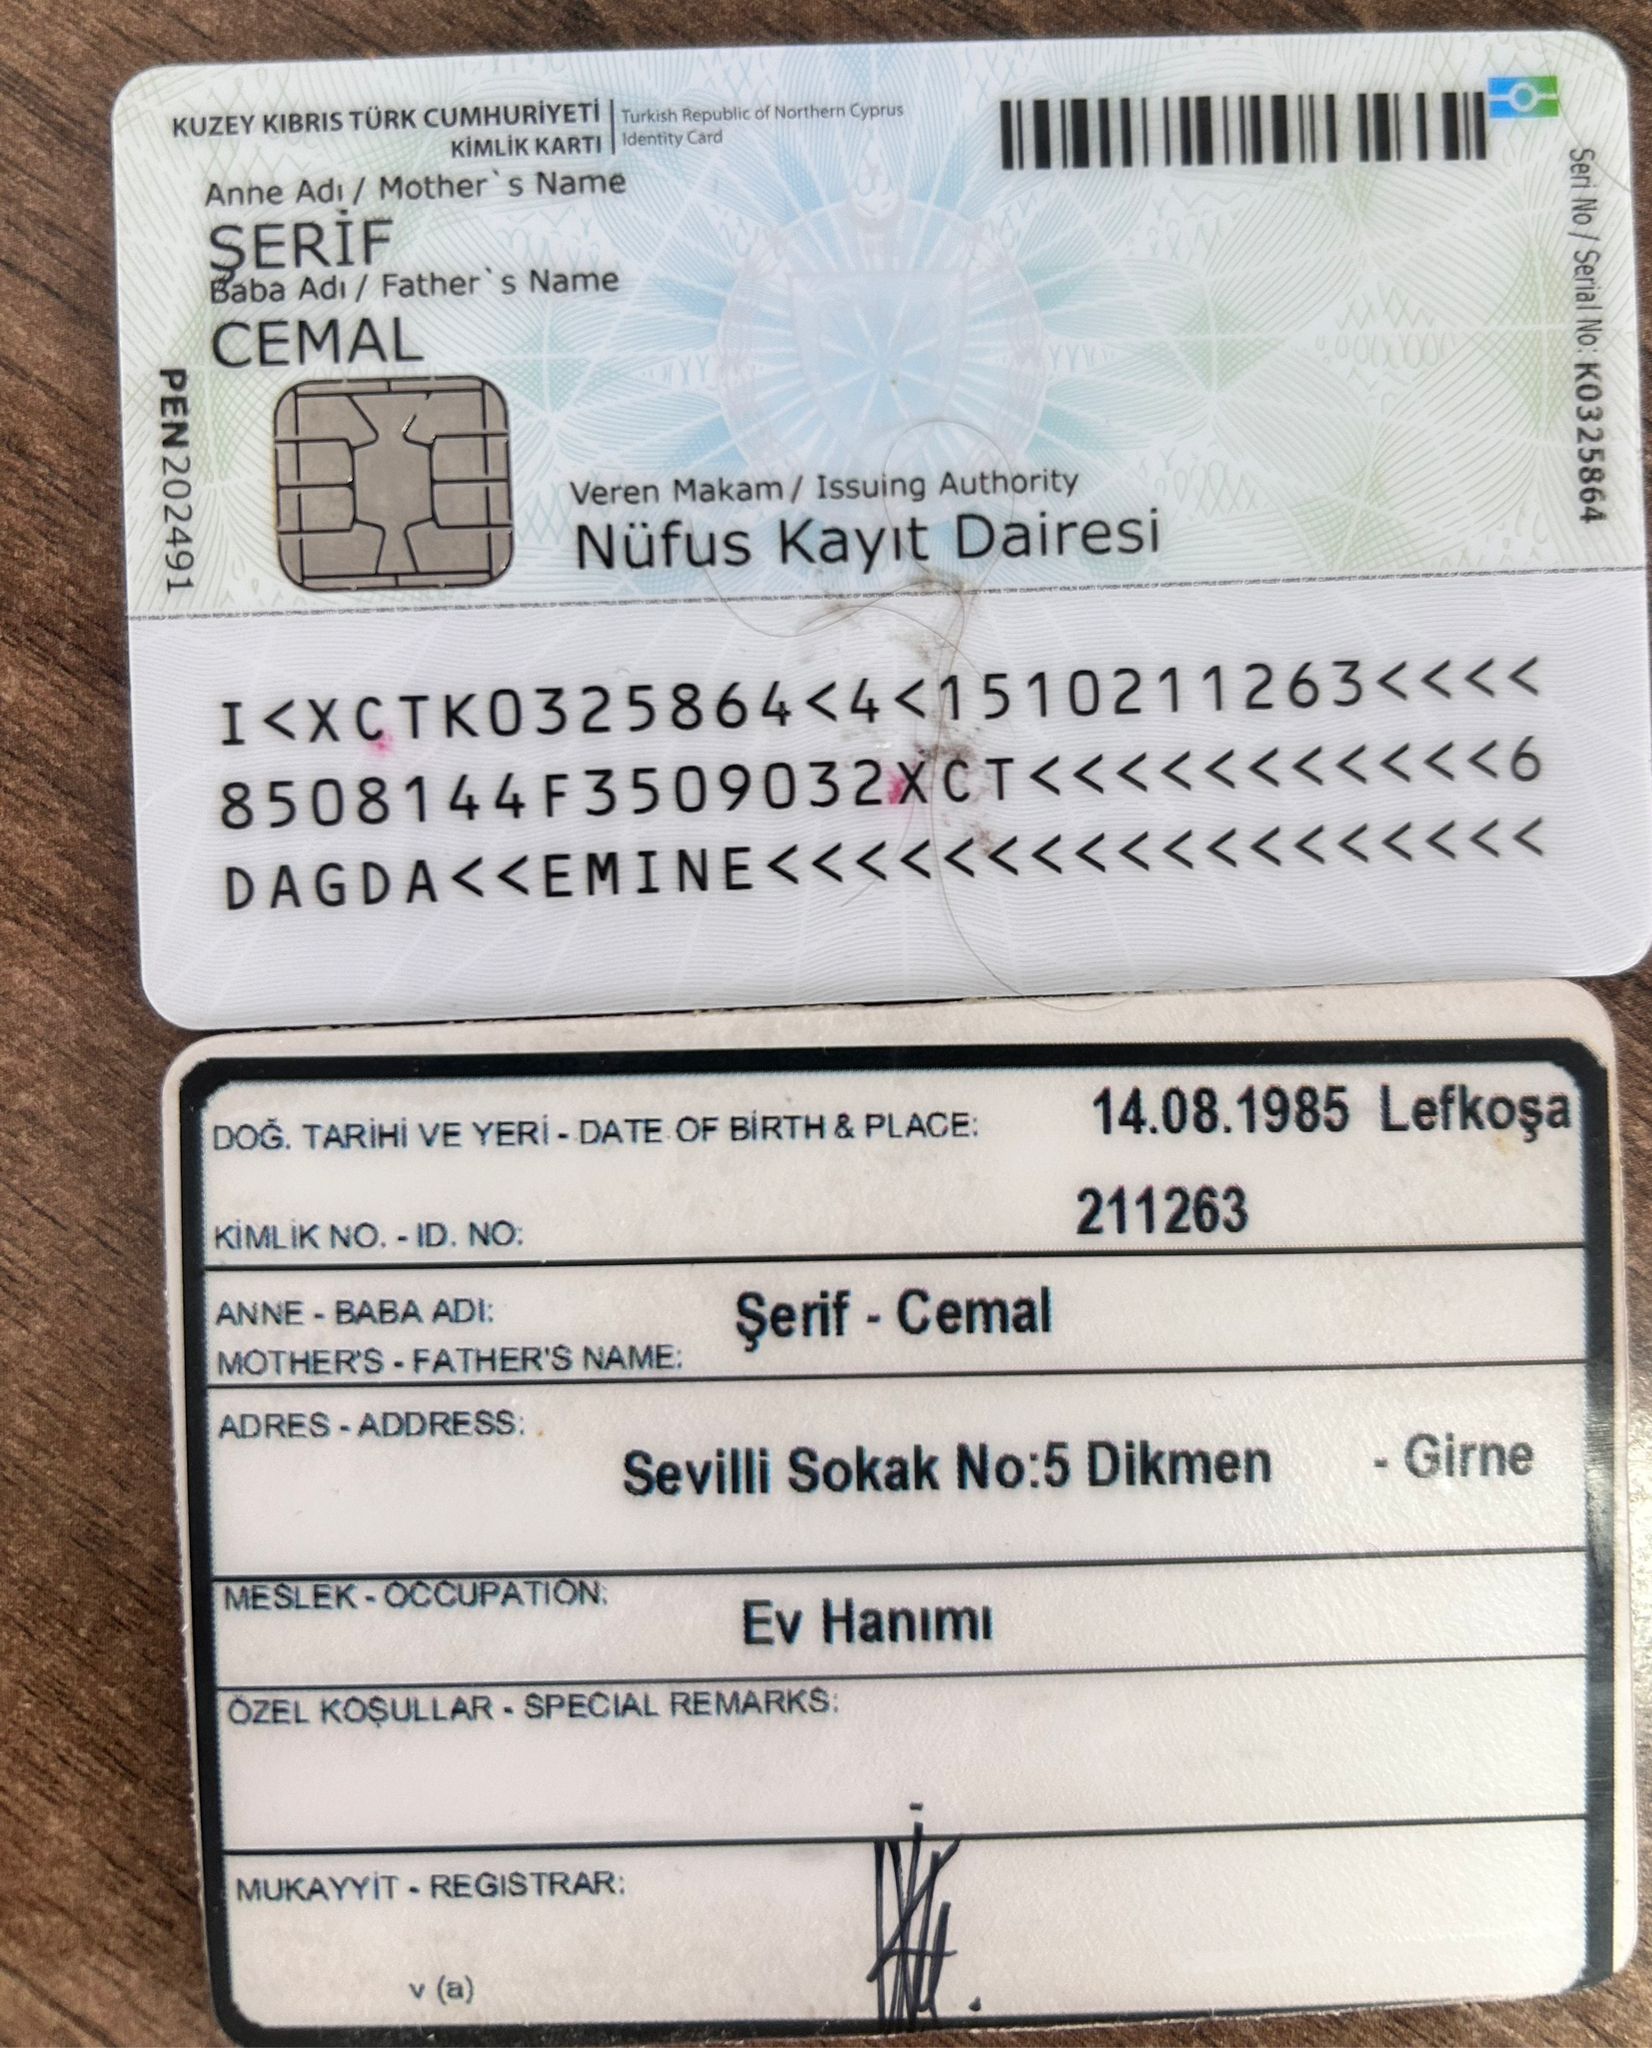 KUZEY KIBRIS TÜRK CUMHURİYETİ
KİMLİK KARTI
Turkish Republic of Northern Cyprus
Identity Card
Anne Adı / Mother`s Name
ŞERİF
Baba Adı / Father`s Name
CEMAL
PEN202491
Seri No / Serial No: K0325864
Veren Makam / Issuing Authority
Nüfus Kayıt Dairesi
I<XCTK0325864<4<1510211263<<<<
8508144F3509032XCT<<<<<<<<<<<6
DAGDA<<EMINE<<<<<<<<<<<<<<<<<<
DOĞ. TARİHİ VE YERİ - DATE OF BİRTH & PLACE: 14.08.1985 Lefkoşa
KİMLİK NO. - ID. NO: 211263
ANNE - BABA ADI: Şerif - Cemal
MOTHER'S - FATHER'S NAME:
ADRES - ADDRESS:
Sevilli Sokak No:5 Dikmen - Girne
MESLEK - OCCUPATION: Ev Hanımı
ÖZEL KOŞULLAR - SPECIAL REMARKS:
MUKAYYİT - REGISTRAR:
v (a)